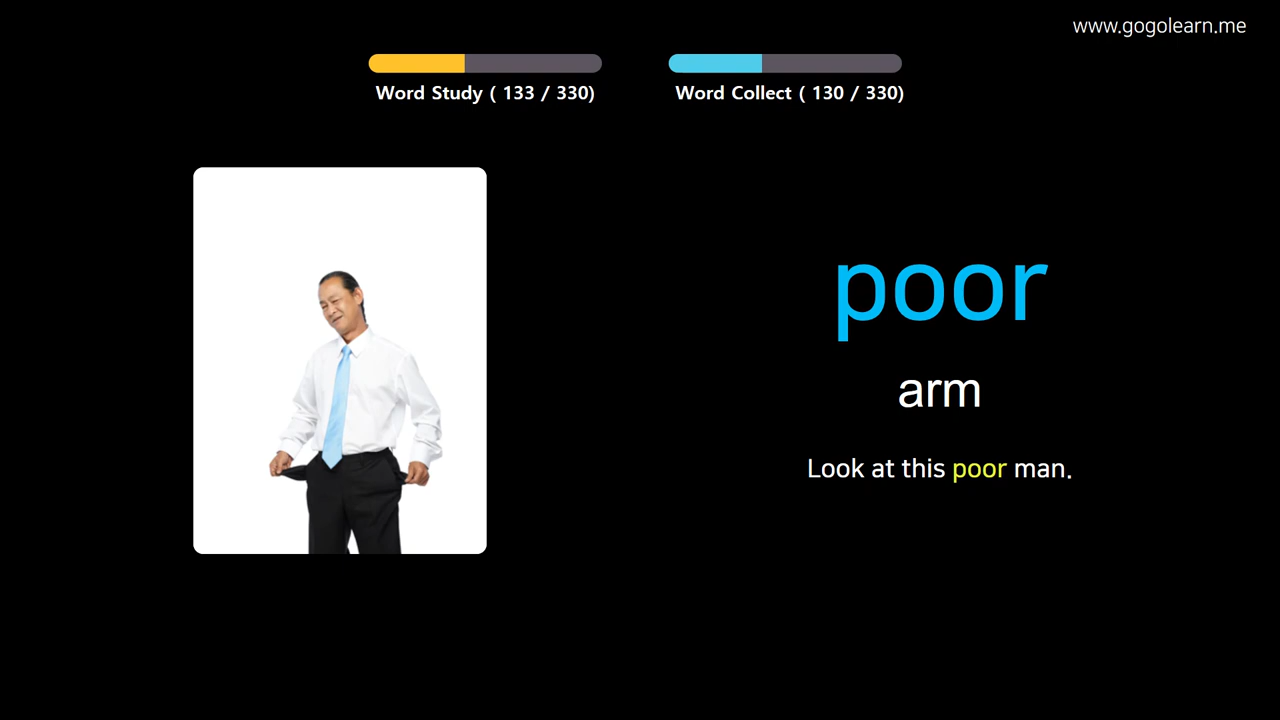 www.gogolearn.me
Word Study ( 133 / 330)
Word Collect ( 130 / 330)
poor
arm
Look at this poor man.